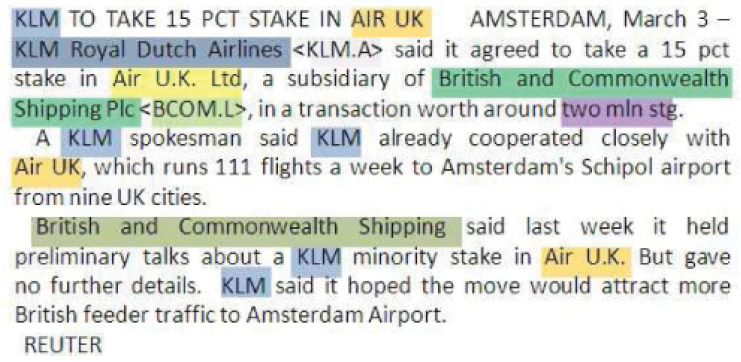 KLM TO TAKE 15 PCT STAKE IN AIR UK AMSTERDAM, March 3 –
KLM Royal Dutch Airlines <KLM.A> said it agreed to take a 15 pct
stake in Air U.K. Ltd, a subsidiary of British and Commonwealth
Shipping Plc <BCOM.L>, in a transaction worth around two mln stg.
A KLM spokesman said KLM already cooperated closely with
Air UK, which runs 111 flights a week to Amsterdam's Schipol airport
from nine UK cities.
British and Commonwealth Shipping said last week it held
preliminary talks about a KLM minority stake in Air U.K. But gave
no further details. KLM said it hoped the move would attract more
British feeder traffic to Amsterdam Airport.
REUTER